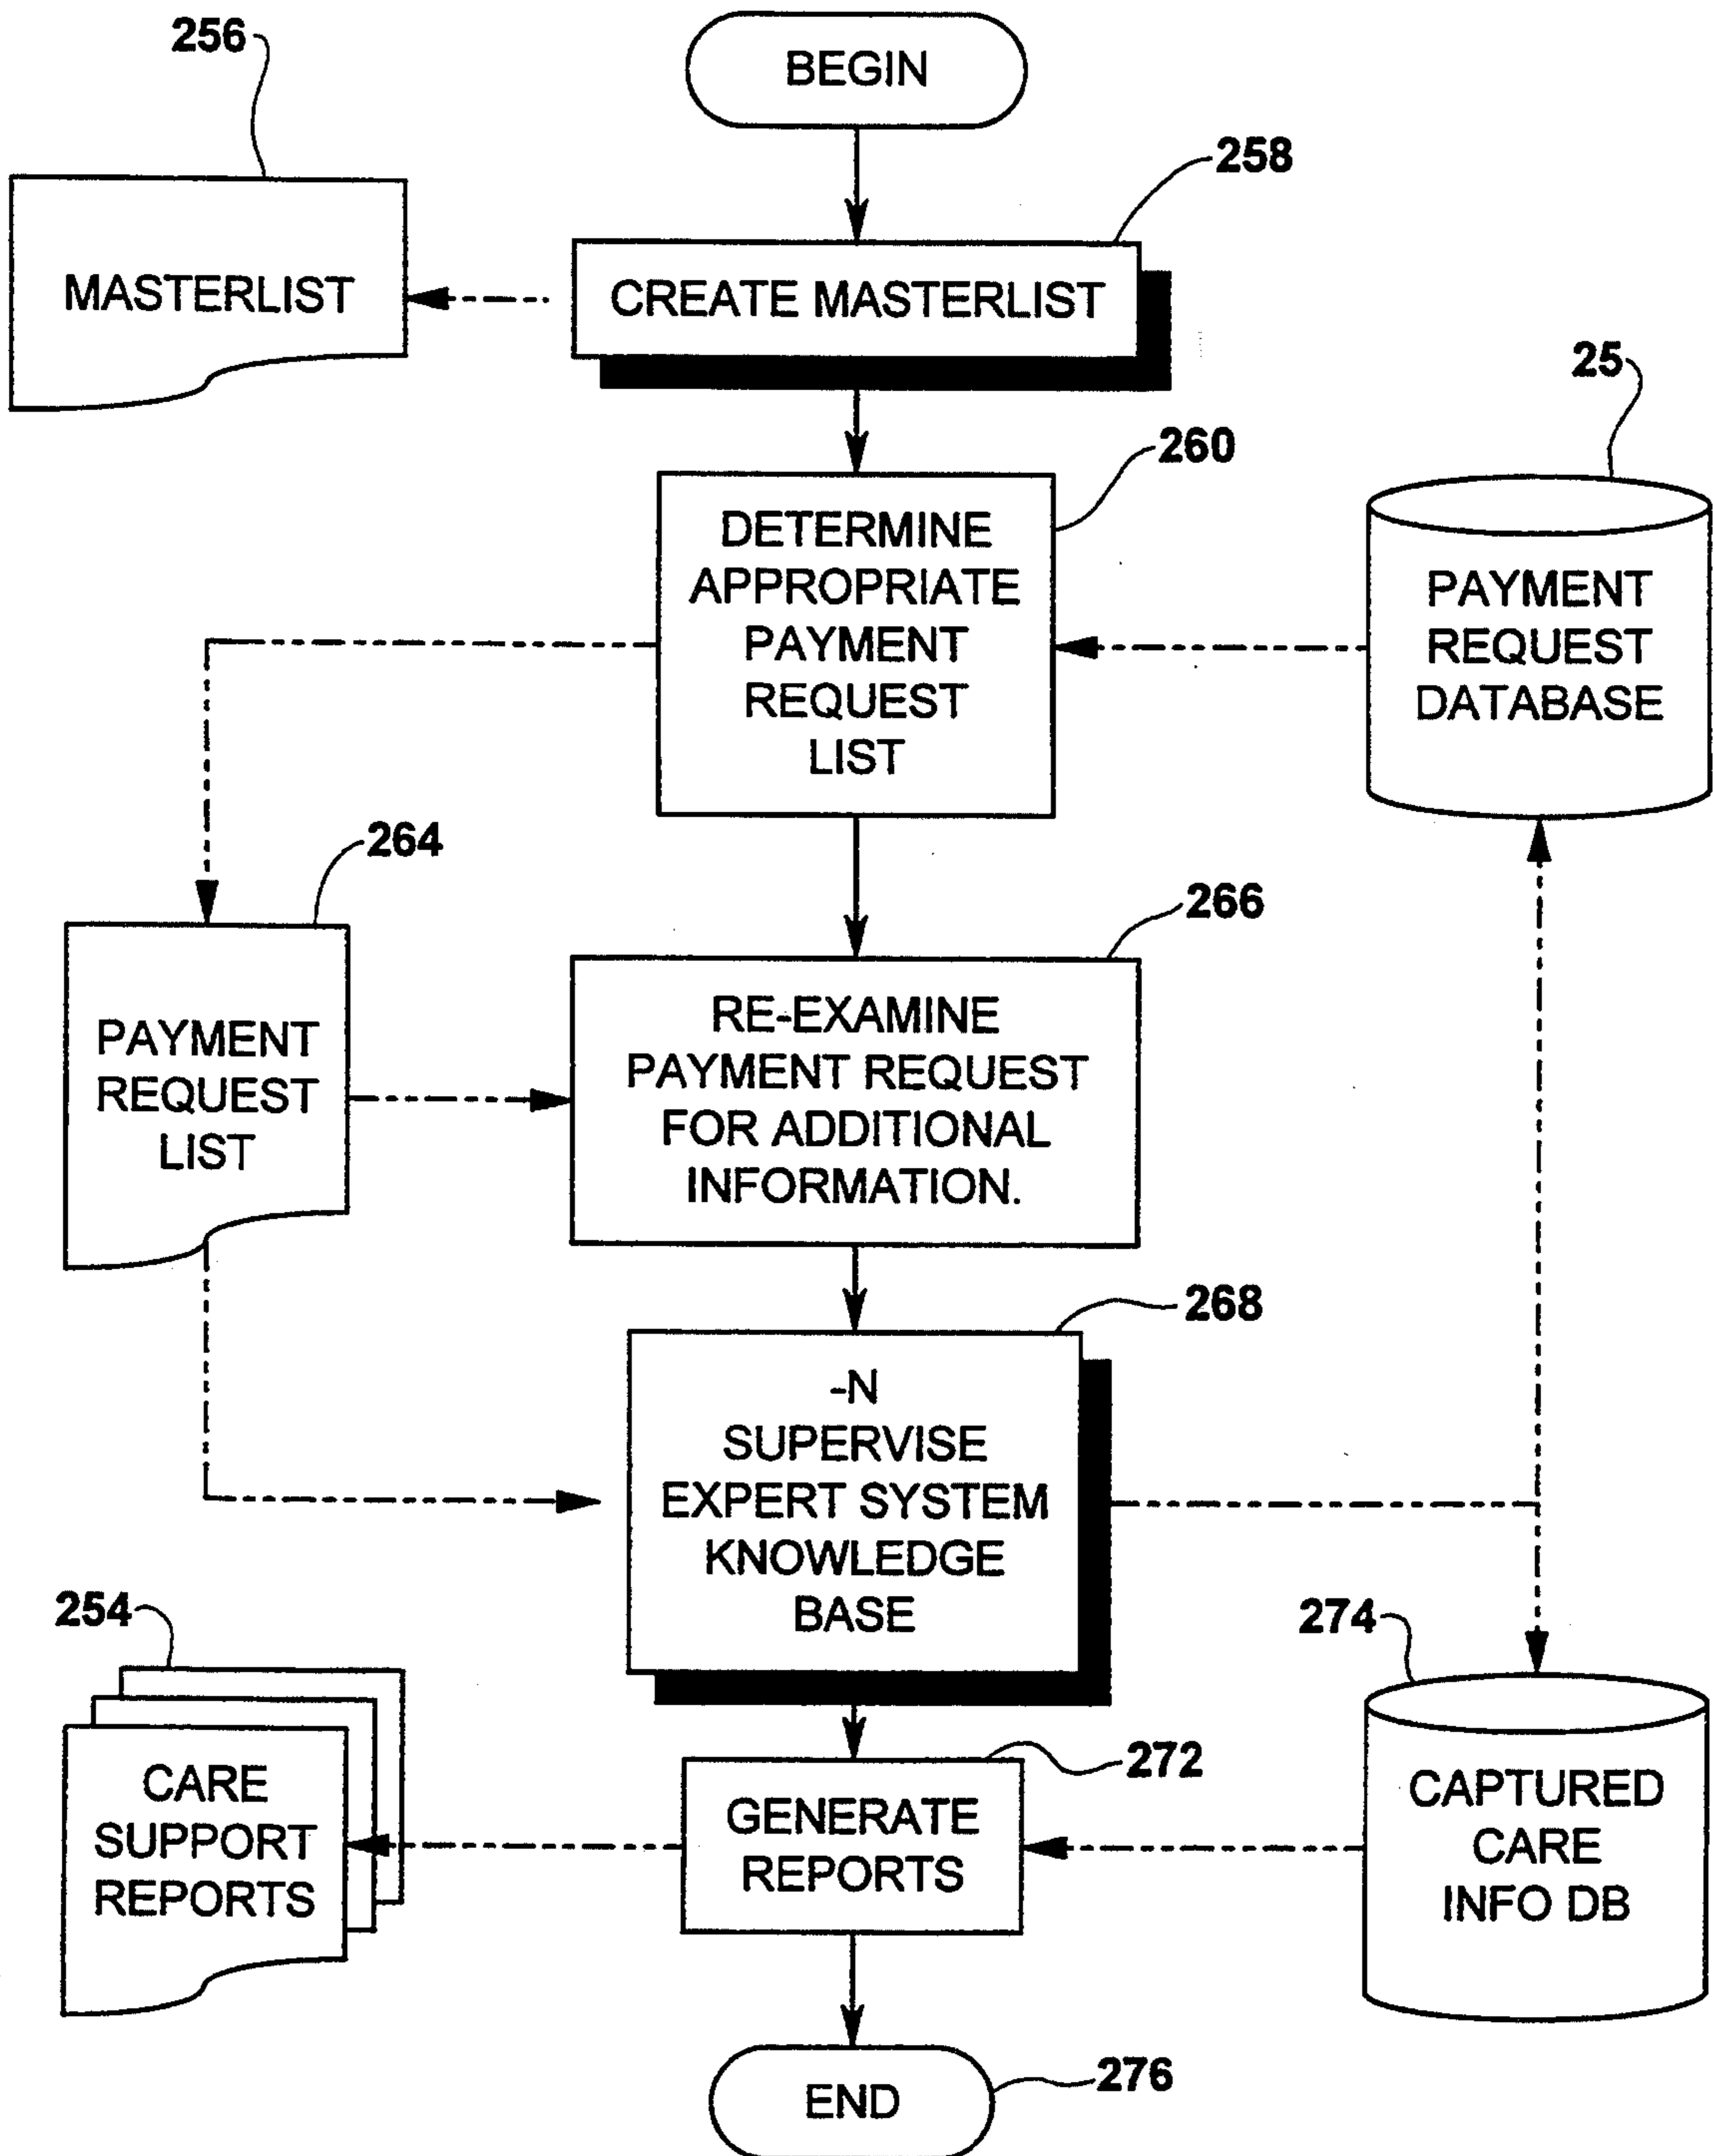 256
BEGIN
258
MASTERLIST
CREATE MASTERLIST
25
260
DETERMINE
APPROPRIATE
PAYMENT
REQUEST
LIST
PAYMENT
REQUEST
DATABASE
264
266
PAYMENT
REQUEST
LIST
RE-EXAMINE
PAYMENT REQUEST
FOR ADDITIONAL
INFORMATION.
268
-N
SUPERVISE
EXPERT SYSTEM
KNOWLEDGE
BASE
254
274
272
CARE
SUPPORT
REPORTS
GENERATE
REPORTS
CAPTURED
CARE
INFO DB
END
276